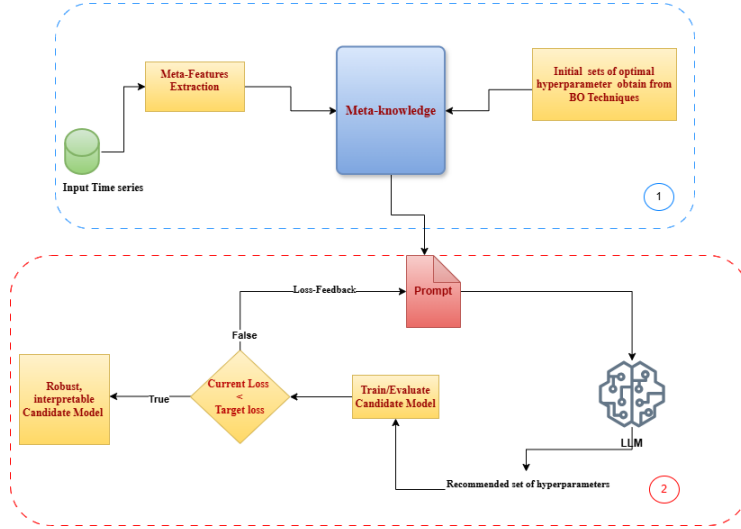 Meta-Features
Extraction
Meta-knowledge
Initial sets of optimal
hyperparameter obtain from
BO Techniques
Input Time series
1
Loss-Feedback
Prompt
False
Robust,
interpretable
Candidate Model
True
Current Loss
<
Target loss
Train/Evaluate
Candidate Model
LLM
Recommended set of hyperparameters
2